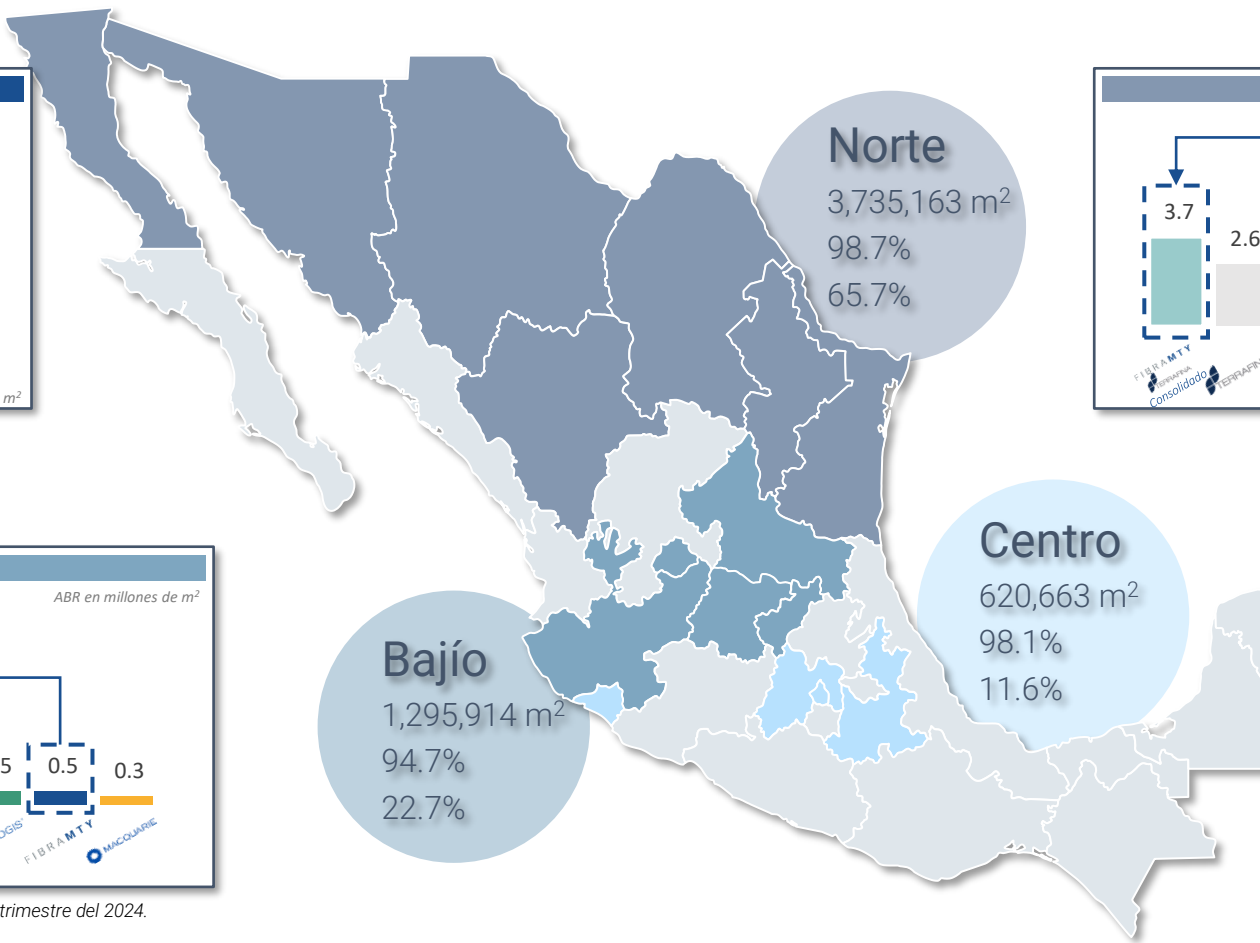 Norte
3,735,163 m²
98.7%
65.7%
3.7
2.6
FIBRAMTY
TERRAFINA
Consolidado
m²
Centro
620,663 m²
98.1%
11.6%
ABR en millones de m²
Bajío
1,295,914 m²
94.7%
22.7%
5
0.5
0.3
FIBRAMTY
MACQUARIE
trimestre del 2024.